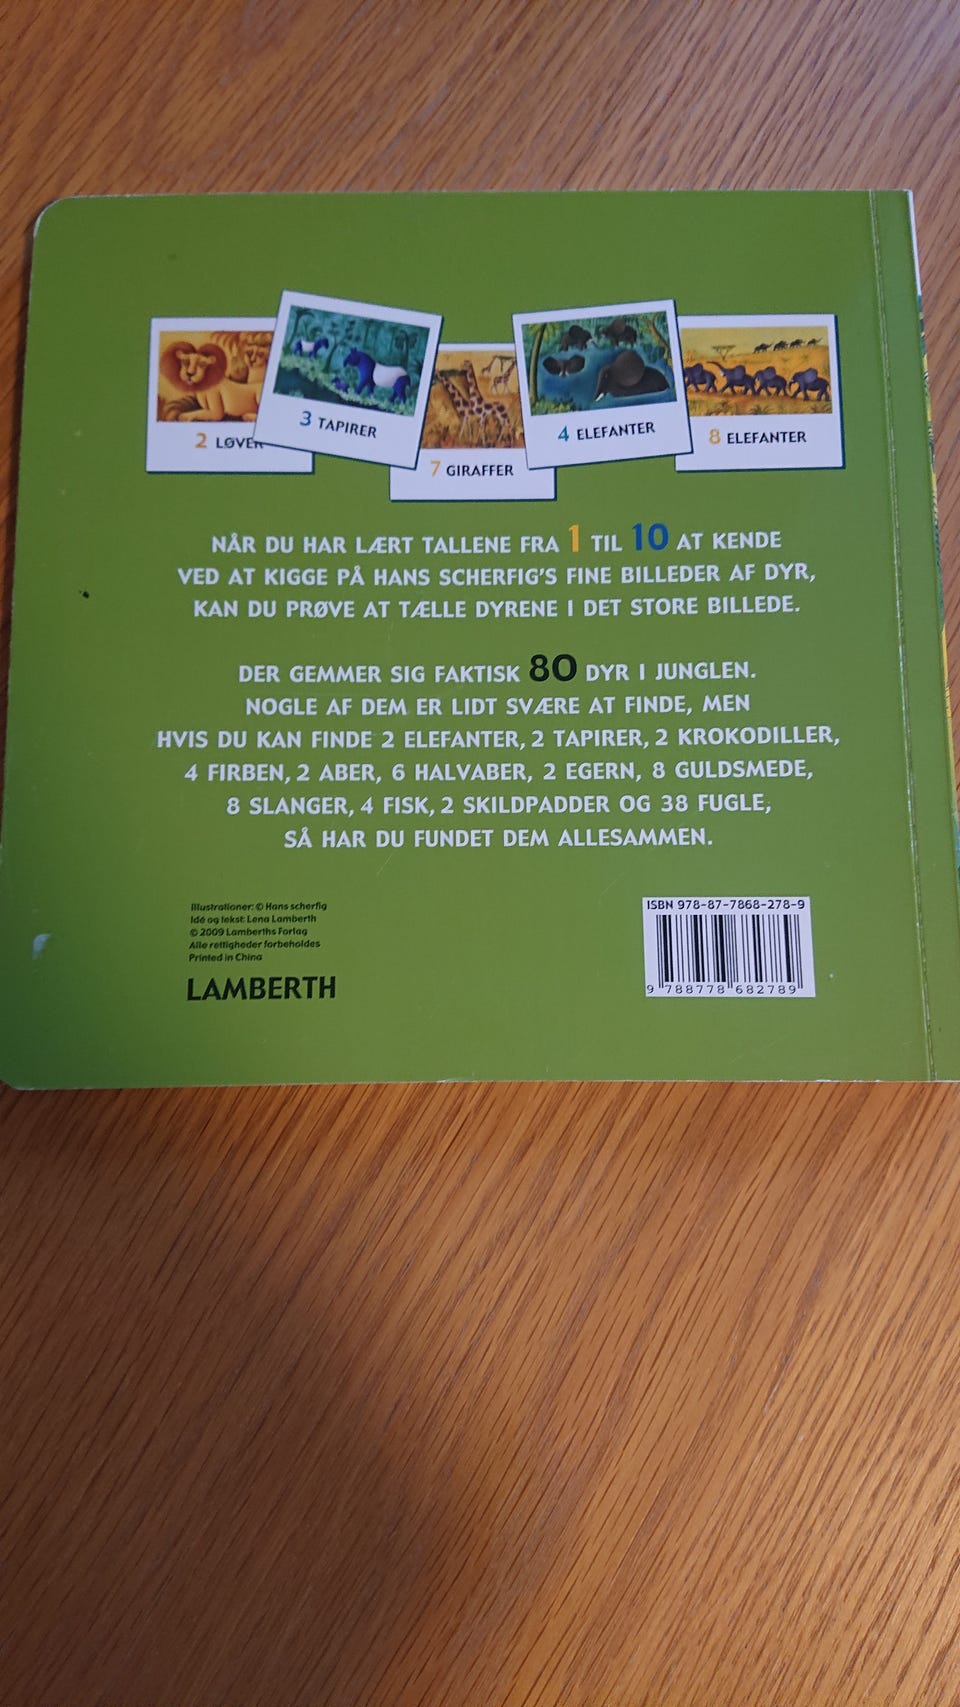 2 LØVER
3 TAPIRER
7 GIRAFFER
4 ELEFANTER
8 ELEFANTER
NÅR DU HAR LÆRT TALLENE FRA 1 TIL 10 AT KENDE
VED AT KIGGE PÅ HANS SCHERFIG'S FINE BILLEDER AF DYR,
KAN DU PRØVE AT TÆLLE DYRENE I DET STORE BILLEDE.
DER GEMMER SIG FAKTISK 80 DYR I JUNGLEN.
NOGLE AF DEM ER LIDT SVÆRE AT FINDE, MEN
HVIS DU KAN FINDE 2 ELEFANTER, 2 TAPIRER, 2 KROKODILLER,
4 FIRBEN, 2 ABER, 6 HALVABER, 2 EGERN, 8 GULDSMEDE,
8 SLANGER, 4 FISK, 2 SKILDPADDER OG 38 FUGLE,
SÅ HAR DU FUNDET DEM ALLESAMMEN.
Illustrationer: © Hans scherfig
Idé og tekst: Lena Lamberth
© 2009 Lamberths Forlag
Alle rettigheder forbeholdes
Printed in China
LAMBERTH
ISBN 978-87-7868-278-9
9 788778 682789